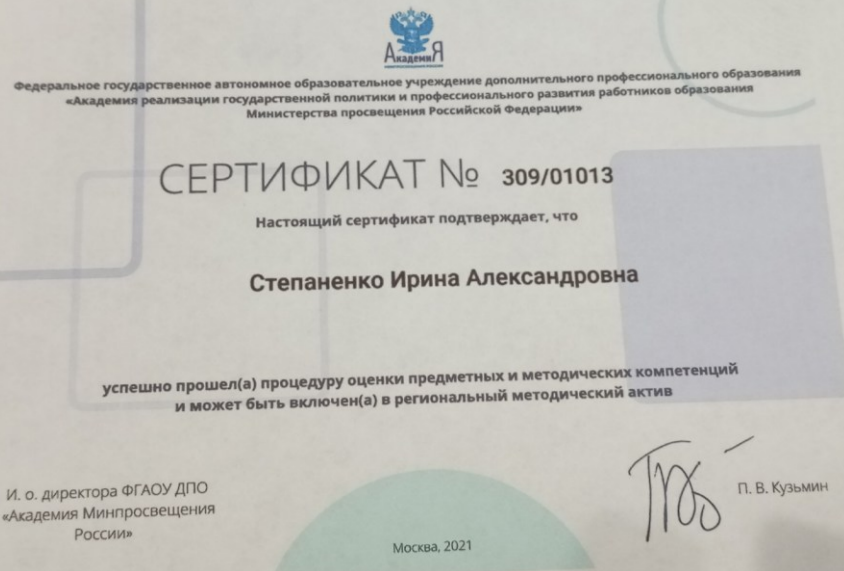 АкадемиЯ
Федеральное государственное автономное образовательное учреждение дополнительного профессионального образования
«Академия реализации государственной политики и профессионального развития работников образования
Министерства просвещения Российской Федерации»
СЕРТИФИКАТ № 309/01013
Настоящий сертификат подтверждает, что
Степаненко Ирина Александровна
успешно прошел(а) процедуру оценки предметных и методических компетенций
и может быть включен(а) в региональный методический актив
И. о. директора ФГАОУ ДПО
«Академия Минпросвещения
России»
П. В. Кузьмин
Москва, 2021